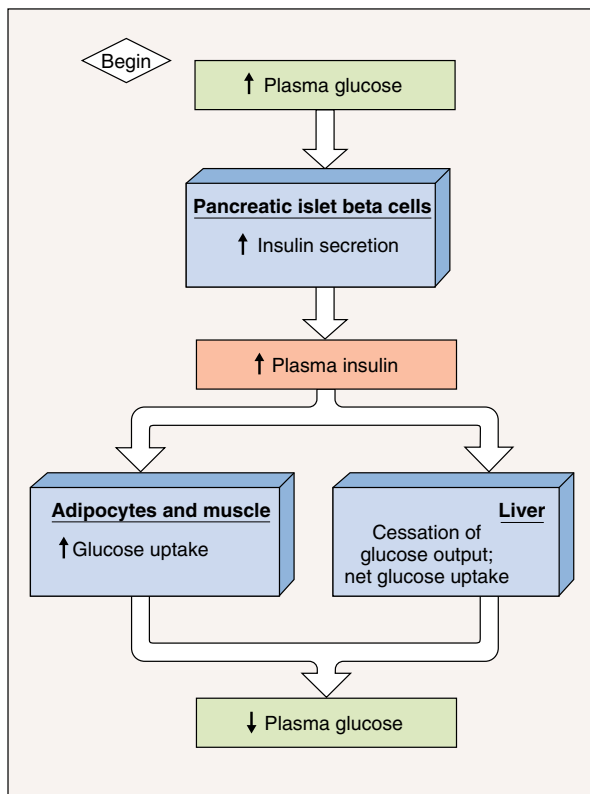 Begin
↑ Plasma glucose
Pancreatic islet beta cells
↑ Insulin secretion
↑ Plasma insulin
Adipocytes and muscle
↑ Glucose uptake
Liver
Cessation of
glucose output;
net glucose uptake
↓ Plasma glucose